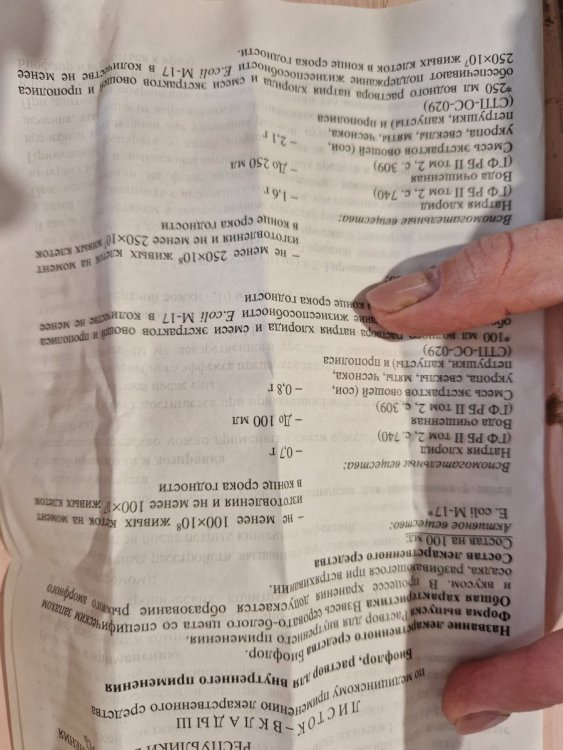 РЕСПУБЛИКИ
ЛИСТОК–ВКЛАДЫШ
по медицинскому применению лекарственного средства
Биофлор, раствор для внутреннего применения
Название лекарственного средства Биофлор.
Форма выпуска Раствор для внутреннего применения.
Общая характеристика Взвесь серовато-белого цвета со специфическим запахом
и вкусом. В процессе хранения допускается образование рыхлого аморфного
осадка, разбивающегося при встряхивании.
Состав лекарственного средства
Состав на 100 мл:
Активное вещество:
E. coli M-17*
– не менее 100×10⁸ живых клеток на момент
изготовления и не менее 100×10⁷ живых клеток
в конце срока годности
Вспомогательные вещества:
Натрия хлорид – 0,7 г
(ГФ РБ II том 2, с. 740)
Вода очищенная – До 100 мл
(ГФ РБ II том 2, с. 309)
Смесь экстрактов овощей (сои, – 0,8 г
укропа, свеклы, мяты, чеснока,
петрушки, капусты) и прополиса
(СТП-ОС-029)
*100 мл водного раствора натрия хлорида и смеси экстрактов овощей и прополиса
жизнеспособности E.coli M-17 в количестве не менее
конце срока годности
– не менее 250×10⁸ живых клеток на момент
изготовления и не менее 250×10⁷ живых клеток
в конце срока годности
Вспомогательные вещества:
Натрия хлорид – 1,6 г
(ГФ РБ II том 2, с. 740)
Вода очищенная – До 250 мл
(ГФ РБ II том 2, с. 309)
Смесь экстрактов овощей (сои, – 2,1 г
укропа, свеклы, мяты, чеснока,
петрушки, капусты) и прополиса
(СТП-ОС-029)
*250 мл водного раствора натрия хлорида и смеси экстрактов овощей и прополиса
обеспечивают поддержание жизнеспособности E.coli M-17 в количестве не менее
250×10⁷ живых клеток в конце срока годности.